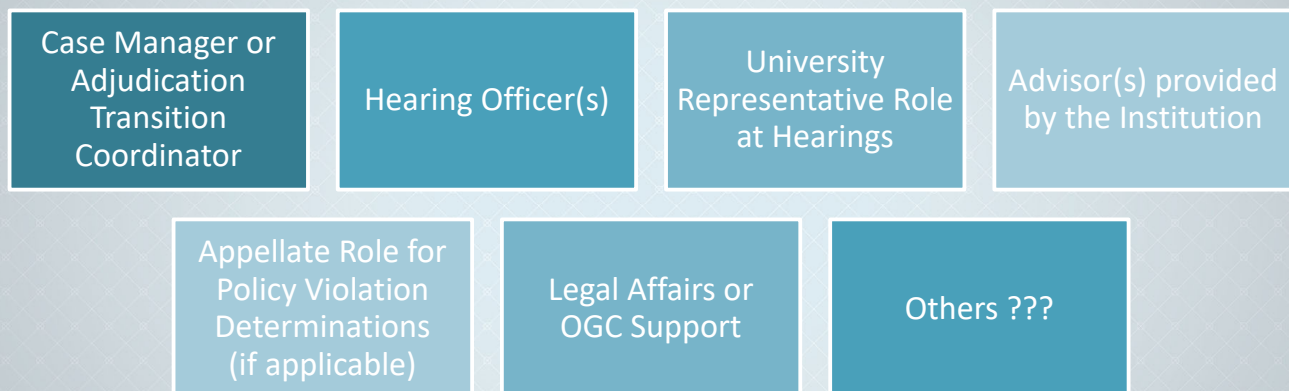 Case Manager or
Adjudication
Transition
Coordinator
Hearing Officer(s)
University
Representative Role
at Hearings
Advisor(s) provided
by the Institution
Appellate Role for
Policy Violation
Determinations
(if applicable)
Legal Affairs or
OGC Support
Others ???